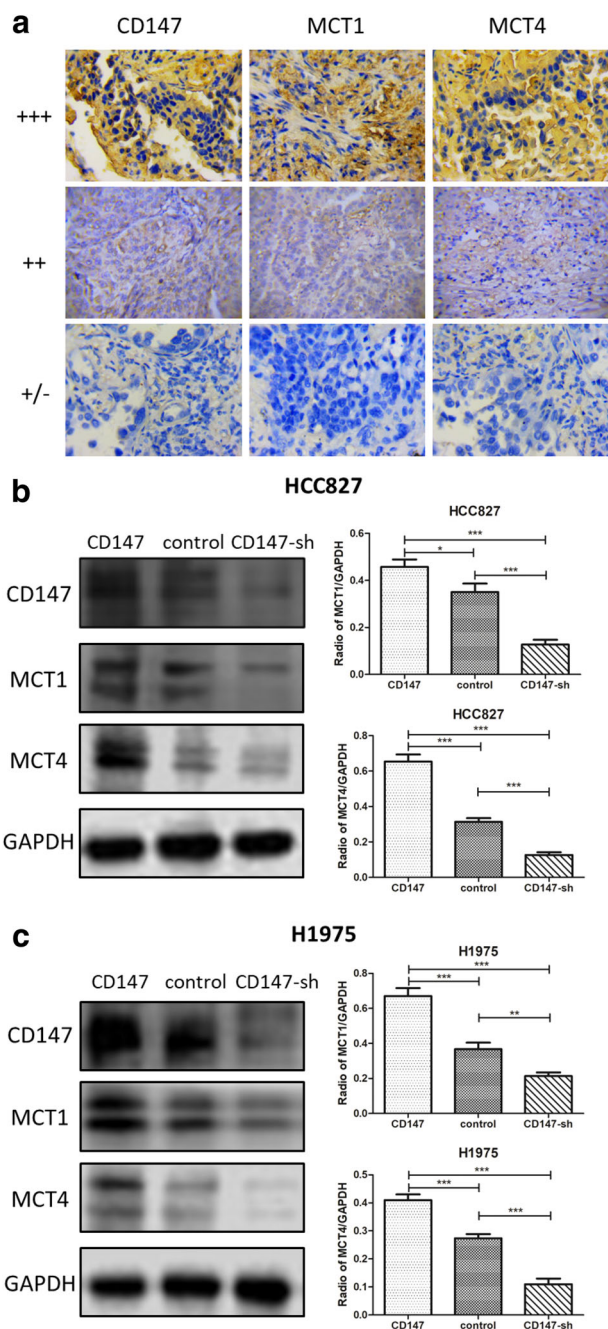 a
CD147 MCT1 MCT4
+++
++
+/-
b
HCC827
CD147 control CD147-sh
CD147
MCT1
MCT4
GAPDH
HCC827
Radio of MCT1/GAPDH
0.6
0.4
0.2
0.0
***
*
***
CD147 control CD147-sh
HCC827
Radio of MCT4/GAPDH
0.8
0.6
0.4
0.2
0.0
***
***
***
CD147 control CD147-sh
c
H1975
CD147 control CD147-sh
CD147
MCT1
MCT4
GAPDH
H1975
Radio of MCT1/GAPDH
0.8
0.6
0.4
0.2
0.0
***
***
**
CD147 control CD147-sh
H1975
Radio of MCT4/GAPDH
0.5
0.4
0.3
0.2
0.1
0.0
***
***
***
CD147 control CD147-sh